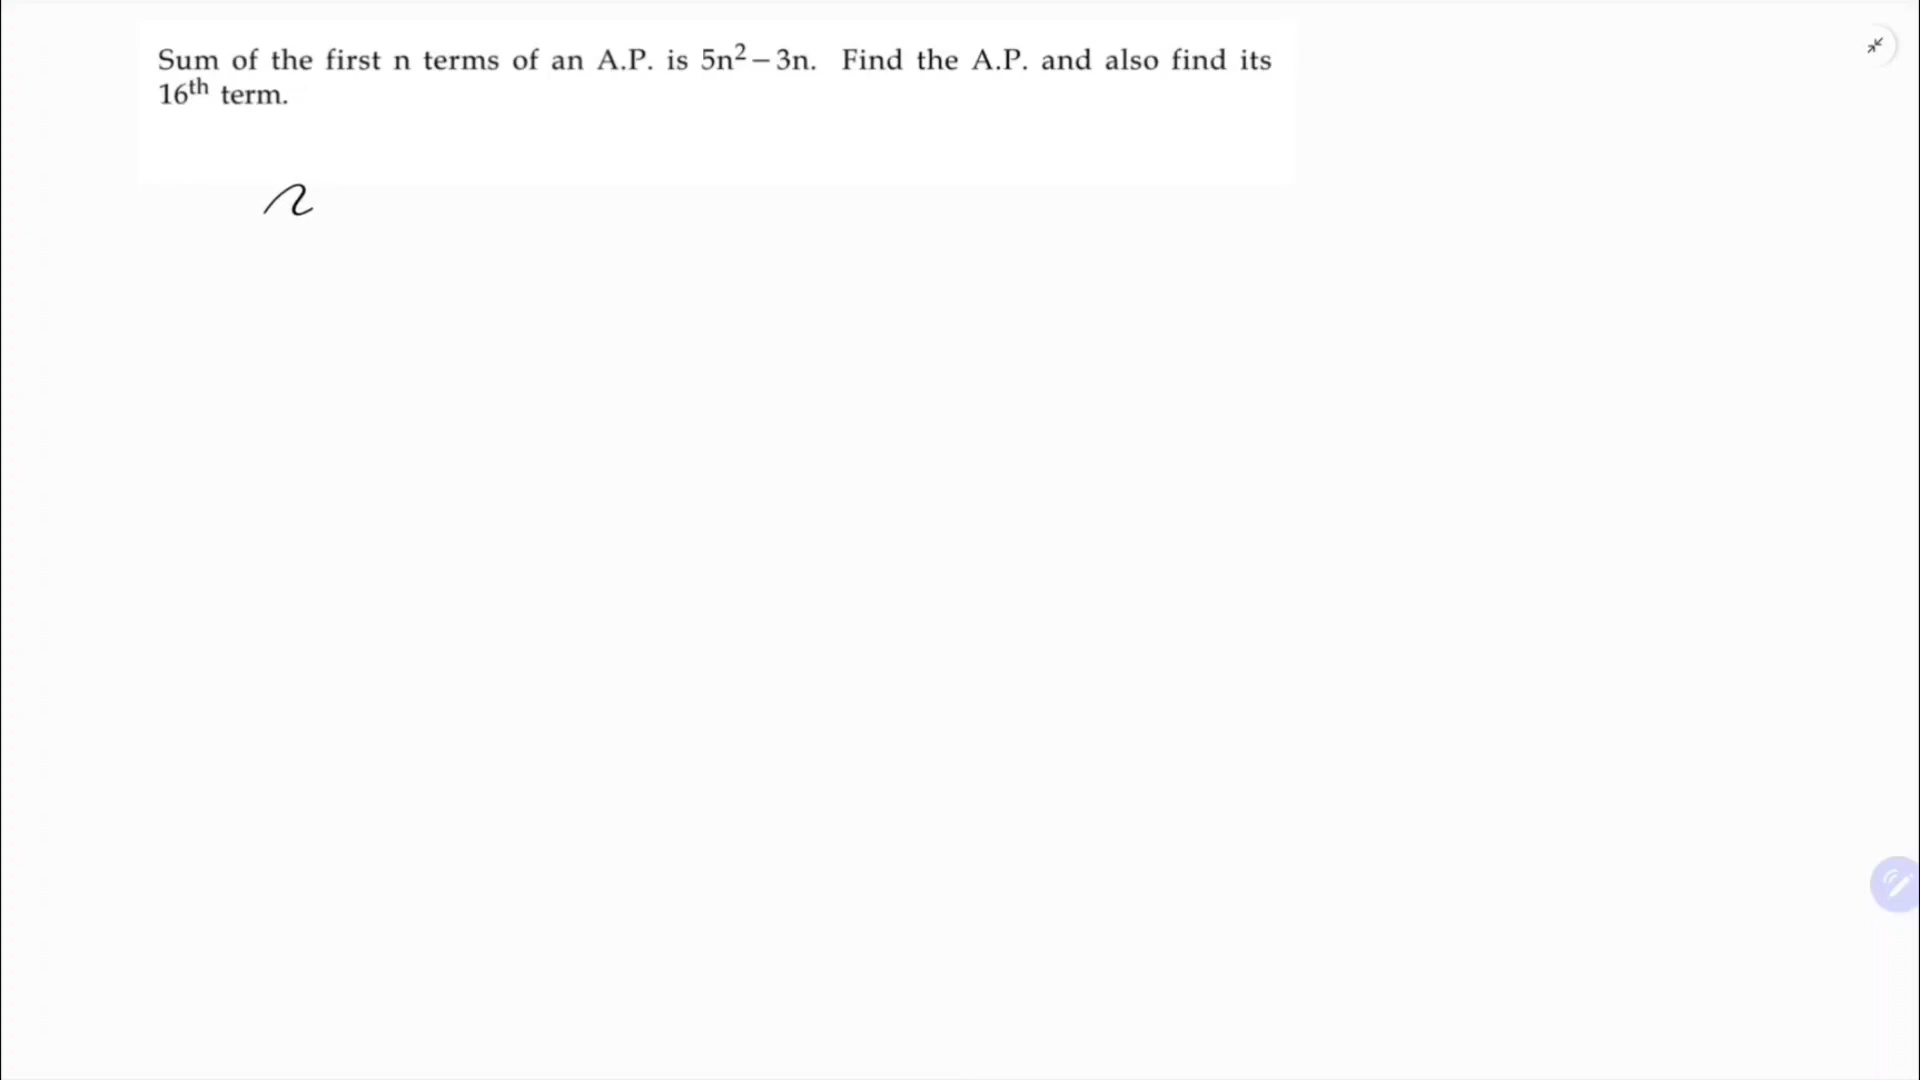 Sum of the first n terms of an A.P. is 5n² – 3n. Find the A.P. and also find its
16ᵗʰ term.